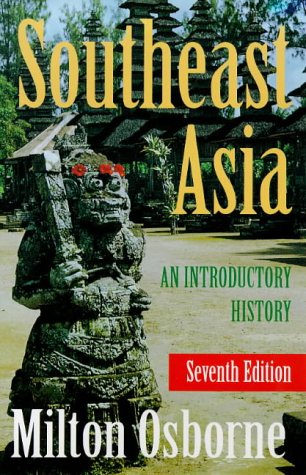 Southeast
Asia
AN INTRODUCTORY
HISTORY
Seventh Edition
Milton Osborne